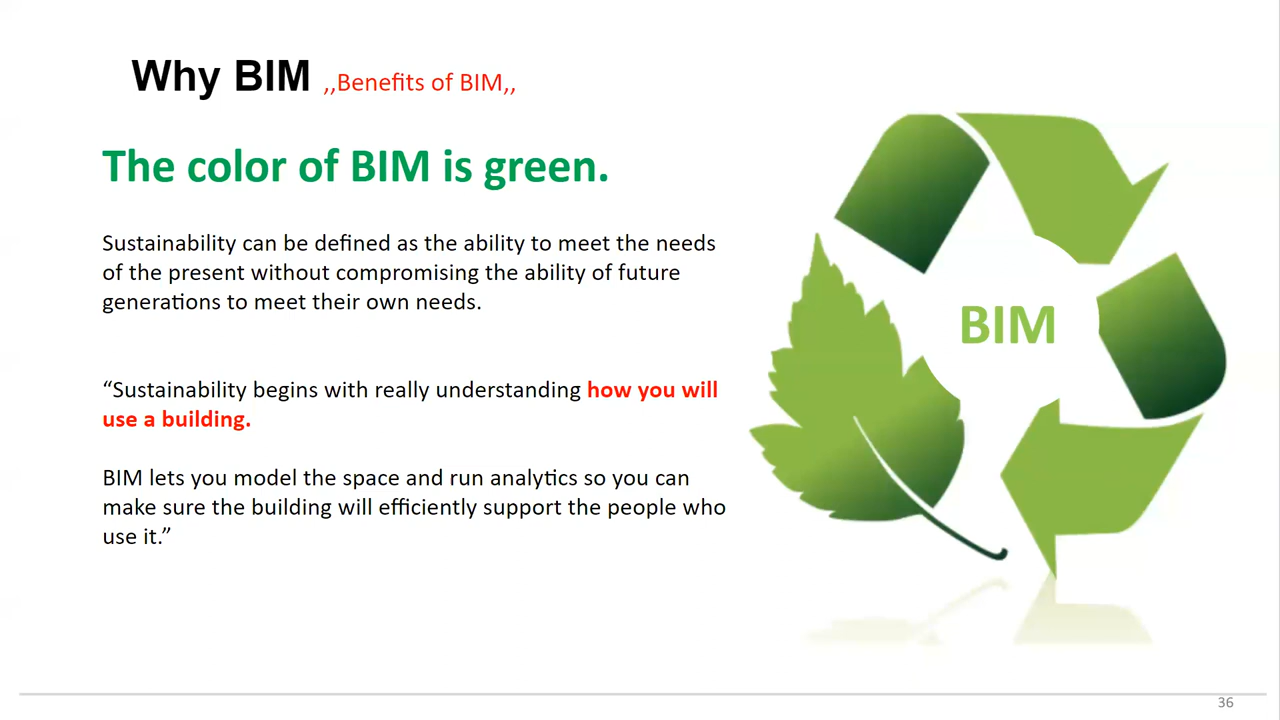 Why BIM ,,Benefits of BIM,,
The color of BIM is green.
Sustainability can be defined as the ability to meet the needs
of the present without compromising the ability of future
generations to meet their own needs.
“Sustainability begins with really understanding how you will
use a building.
BIM lets you model the space and run analytics so you can
make sure the building will efficiently support the people who
use it.”
BIM
36